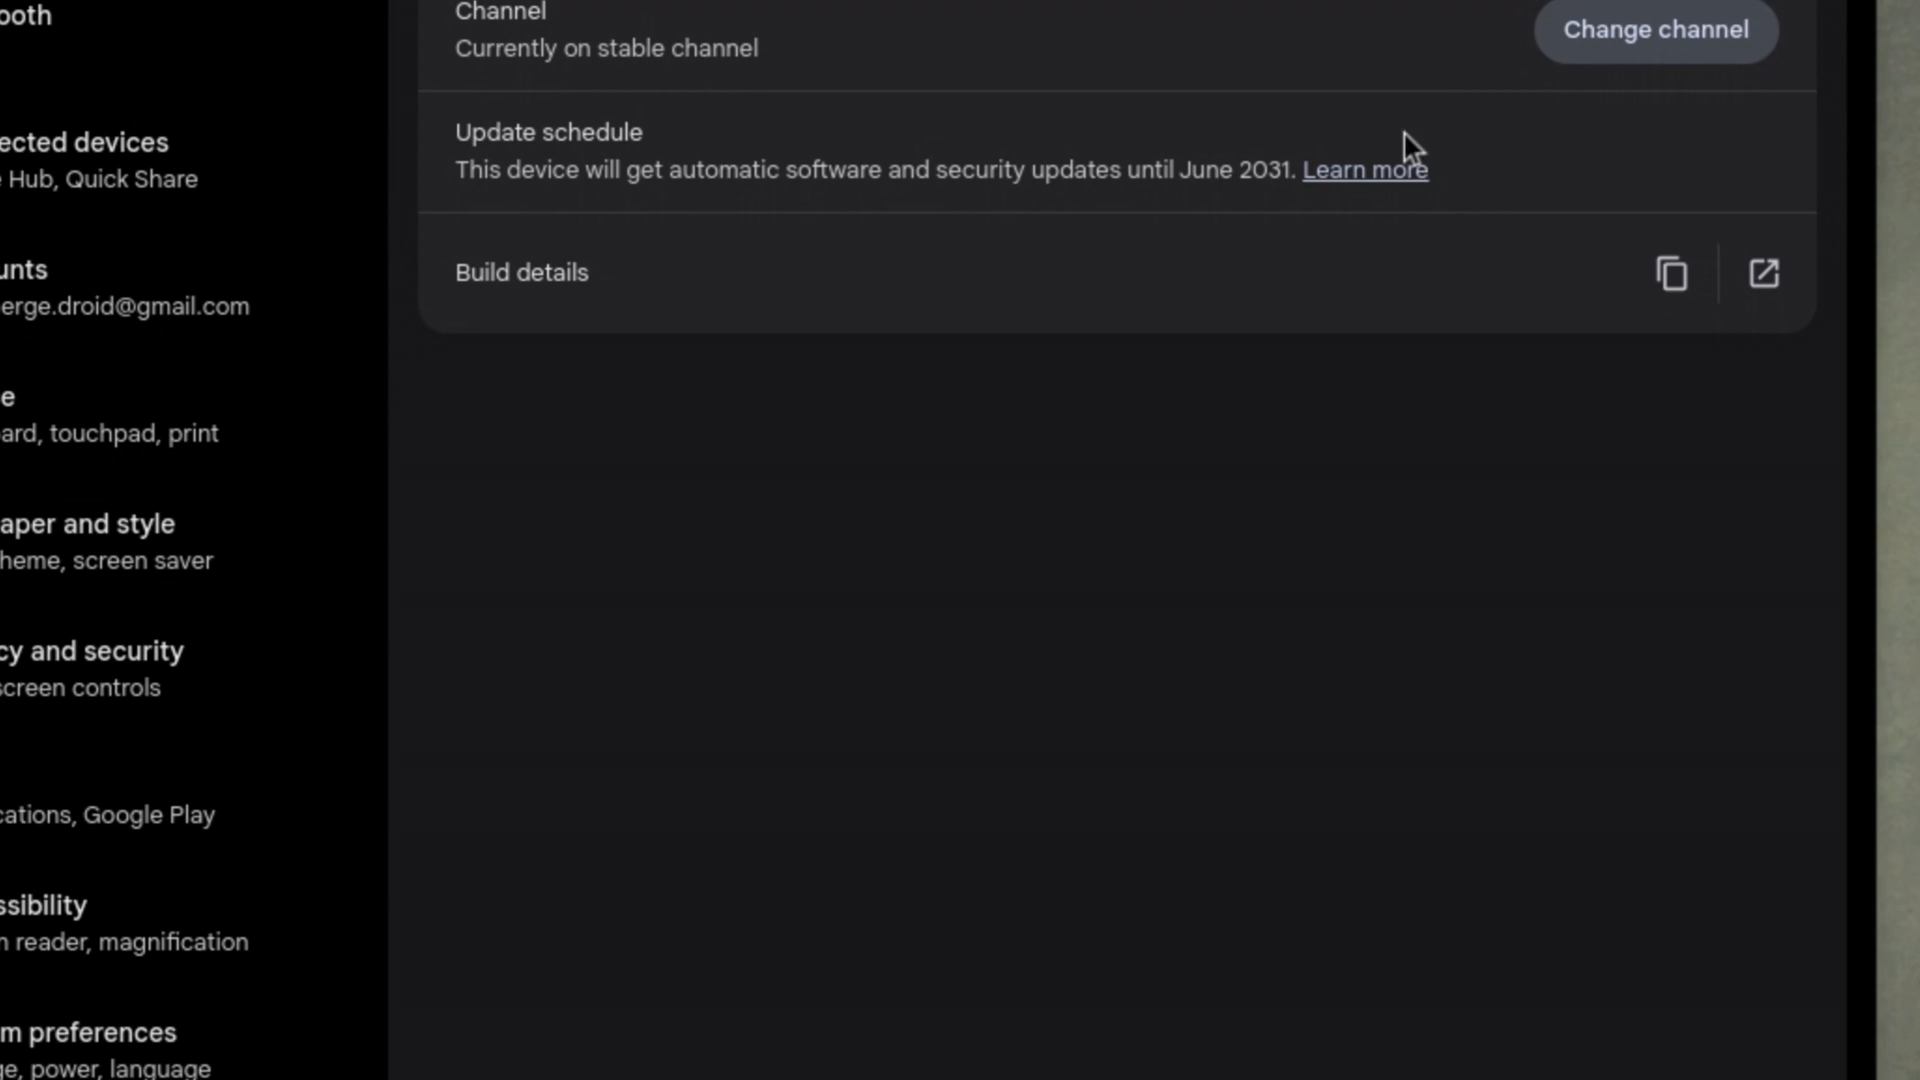 ooth
ected devices
Hub, Quick Share
unts
erge.droid@gmail.com
e
ard, touchpad, print
aper and style
heme, screen saver
cy and security
screen controls
cations, Google Play
ssibility
n reader, magnification
m preferences
ge, power, language
Channel
Currently on stable channel
Change channel
Update schedule
This device will get automatic software and security updates until June 2031. Learn more
Build details